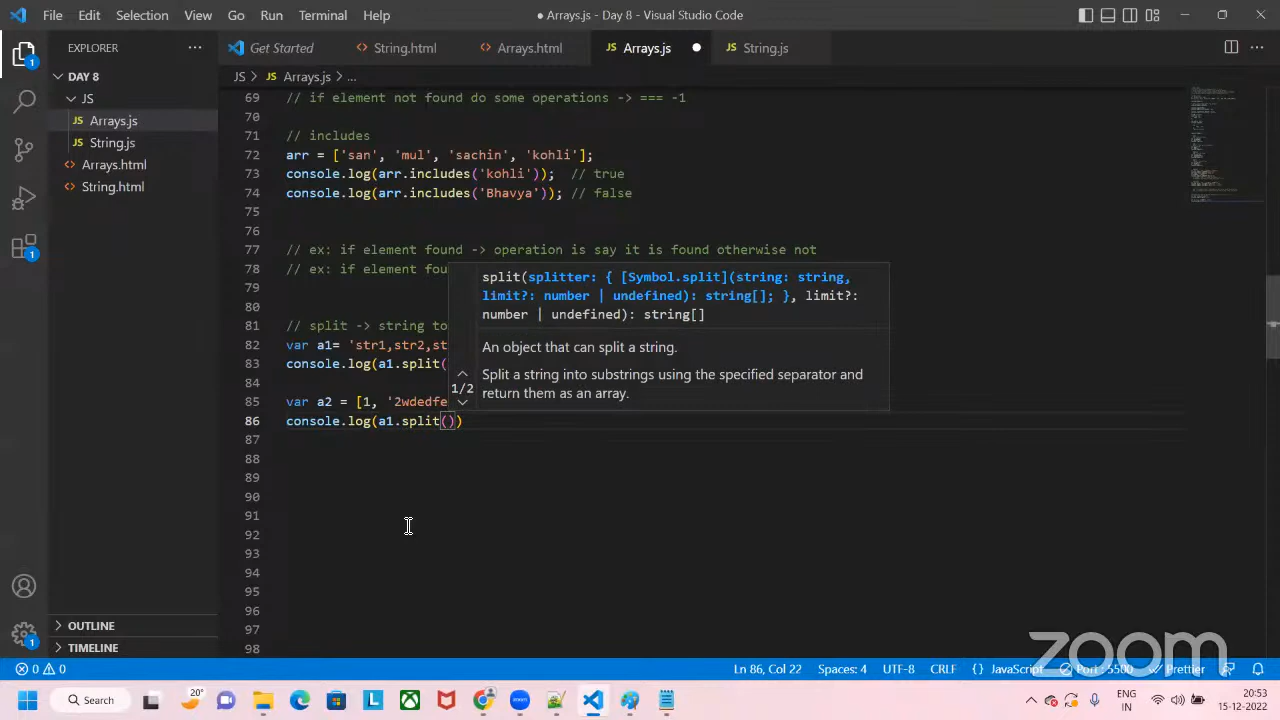 File Edit Selection View Go Run Terminal Help ● Arrays.js - Day 8 - Visual Studio Code
EXPLORER
Get Started
String.html
Arrays.html
JS Arrays.js
JS String.js
DAY 8
JS
JS Arrays.js
JS String.js
Arrays.html
String.html
OUTLINE
TIMELINE
JS > JS Arrays.js > ...
69 // if element not found do some operations -> === -1
70
71 // includes
72 arr = ['san', 'mul', 'sachin', 'kohli'];
73 console.log(arr.includes('kohli')); // true
74 console.log(arr.includes('Bhavya')); // false
75
76
77 // ex: if element found -> operation is say it is found otherwise not
78 // ex: if element fou
79
80
81 // split -> string to
82 var a1= 'str1,str2,st
83 console.log(a1.split(
84
85 var a2 = [1, '2wdedfe
86 console.log(a1.split())
87
88
89
90
91
92
93
94
95
96
97
98
split(splitter: { [Symbol.split](string: string,
limit?: number | undefined): string[]; }, limit?:
number | undefined): string[]
An object that can split a string.
1/2
Split a string into substrings using the specified separator and
return them as an array.
zoom
1
1
1
0 0
Ln 86, Col 22 Spaces: 4 UTF-8 CRLF {} JavaScript Port : 5500 Prettier
Search
20°
ENG
IN
20:53
15-12-2022